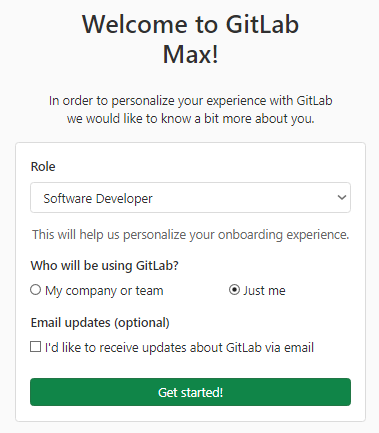 Welcome to GitLab
Max!
In order to personalize your experience with GitLab
we would like to know a bit more about you.
Role
Software Developer
This will help us personalize your onboarding experience.
Who will be using GitLab?
My company or team
Just me
Email updates (optional)
I'd like to receive updates about GitLab via email
Get started!